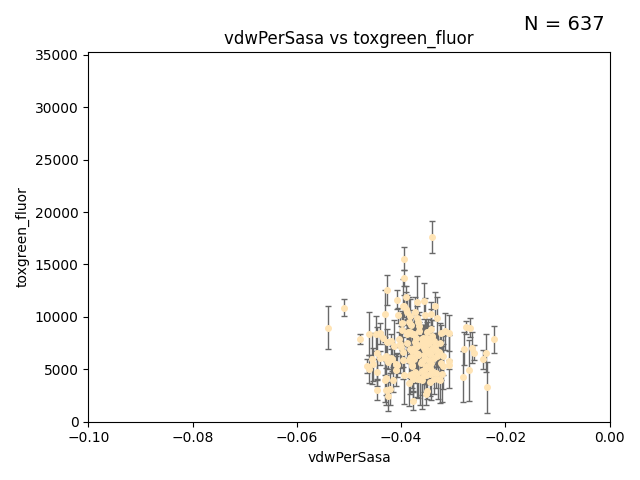 N = 637
vdwPerSasa vs toxgreen_fluor
35000
30000
25000
20000
15000
10000
5000
0
toxgreen_fluor
−0.10 −0.08 −0.06 −0.04 −0.02 0.00
vdwPerSasa